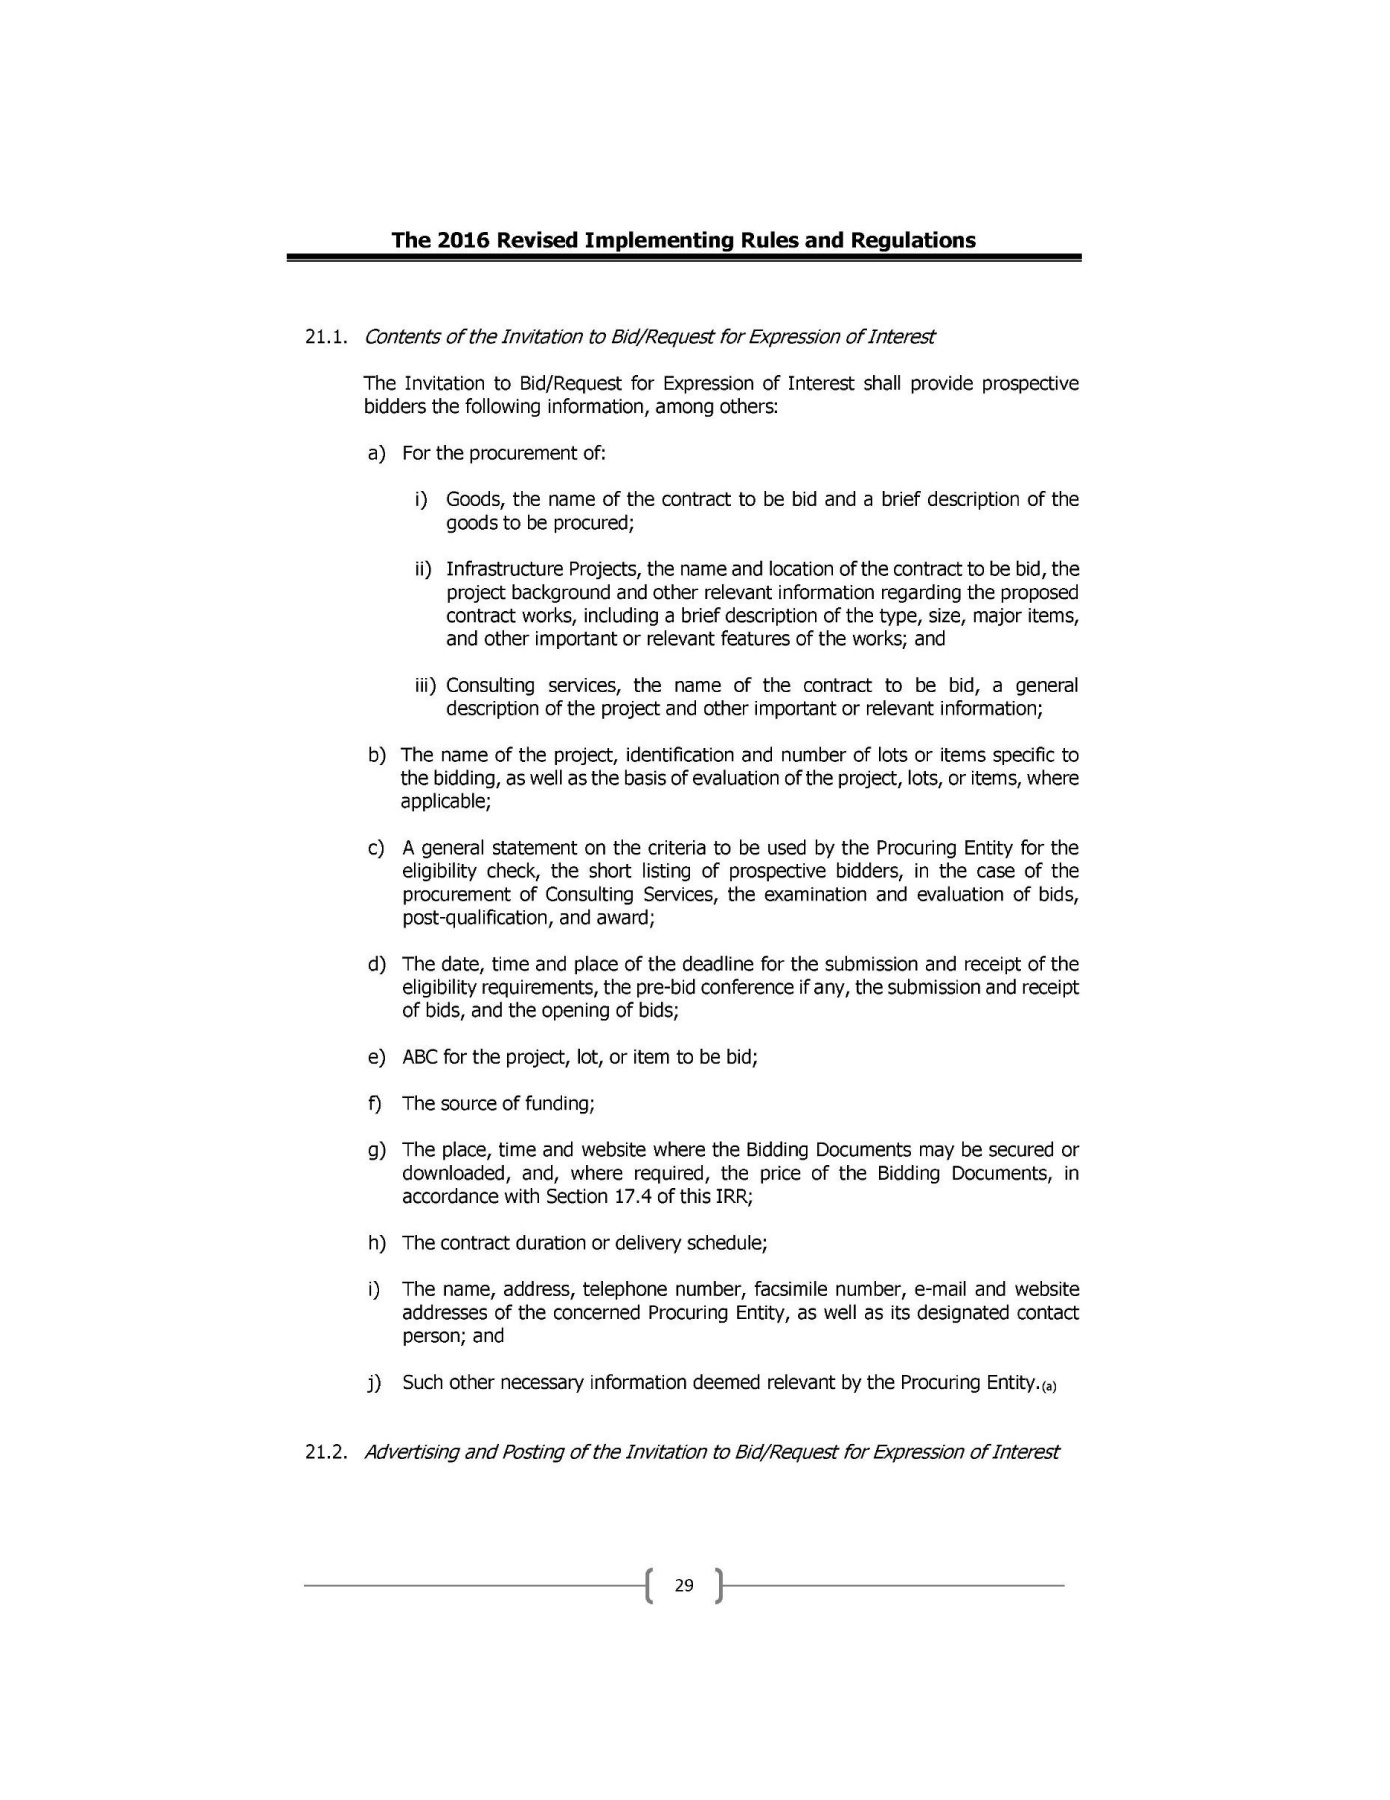 The 2016 Revised Implementing Rules and Regulations
21.1. Contents of the Invitation to Bid/Request for Expression of Interest
The Invitation to Bid/Request for Expression of Interest shall provide prospective
bidders the following information, among others:
a) For the procurement of:
i) Goods, the name of the contract to be bid and a brief description of the
goods to be procured;
ii) Infrastructure Projects, the name and location of the contract to be bid, the
project background and other relevant information regarding the proposed
contract works, including a brief description of the type, size, major items,
and other important or relevant features of the works; and
iii) Consulting services, the name of the contract to be bid, a general
description of the project and other important or relevant information;
b) The name of the project, identification and number of lots or items specific to
the bidding, as well as the basis of evaluation of the project, lots, or items, where
applicable;
c) A general statement on the criteria to be used by the Procuring Entity for the
eligibility check, the short listing of prospective bidders, in the case of the
procurement of Consulting Services, the examination and evaluation of bids,
post-qualification, and award;
d) The date, time and place of the deadline for the submission and receipt of the
eligibility requirements, the pre-bid conference if any, the submission and receipt
of bids, and the opening of bids;
e) ABC for the project, lot, or item to be bid;
f) The source of funding;
g) The place, time and website where the Bidding Documents may be secured or
downloaded, and, where required, the price of the Bidding Documents, in
accordance with Section 17.4 of this IRR;
h) The contract duration or delivery schedule;
i) The name, address, telephone number, facsimile number, e-mail and website
addresses of the concerned Procuring Entity, as well as its designated contact
person; and
j) Such other necessary information deemed relevant by the Procuring Entity.(a)
21.2. Advertising and Posting of the Invitation to Bid/Request for Expression of Interest
29